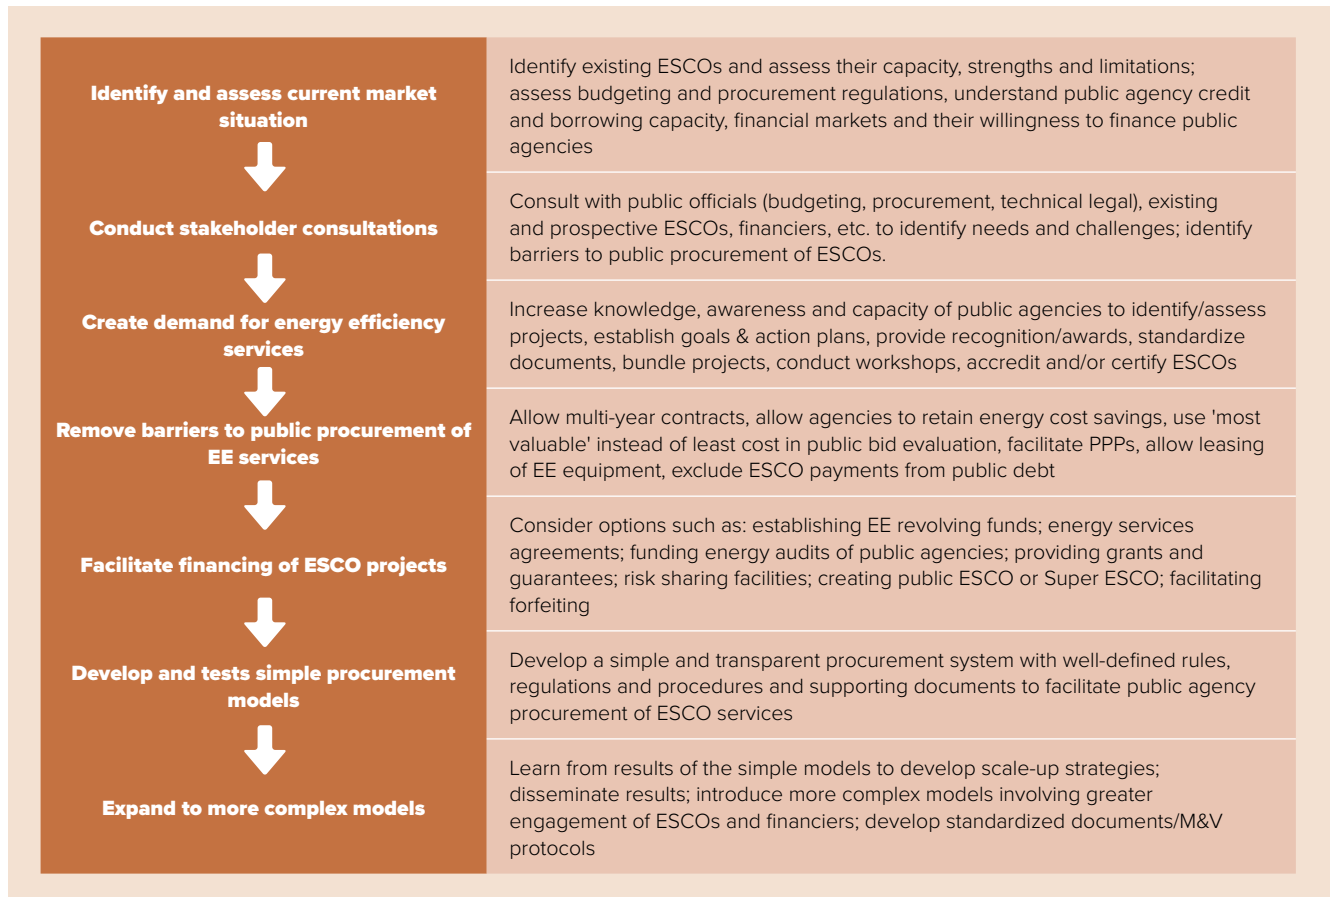 Identify and assess current market
situation
Identify existing ESCOs and assess their capacity, strengths and limitations;
assess budgeting and procurement regulations, understand public agency credit
and borrowing capacity, financial markets and their willingness to finance public
agencies
Conduct stakeholder consultations
Consult with public officials (budgeting, procurement, technical legal), existing
and prospective ESCOs, financiers, etc. to identify needs and challenges; identify
barriers to public procurement of ESCOs.
Create demand for energy efficiency
services
Increase knowledge, awareness and capacity of public agencies to identify/assess
projects, establish goals & action plans, provide recognition/awards, standardize
documents, bundle projects, conduct workshops, accredit and/or certify ESCOs
Remove barriers to public procurement of
EE services
Allow multi-year contracts, allow agencies to retain energy cost savings, use 'most
valuable' instead of least cost in public bid evaluation, facilitate PPPs, allow leasing
of EE equipment, exclude ESCO payments from public debt
Facilitate financing of ESCO projects
Consider options such as: establishing EE revolving funds; energy services
agreements; funding energy audits of public agencies; providing grants and
guarantees; risk sharing facilities; creating public ESCO or Super ESCO; facilitating
forfeiting
Develop and tests simple procurement
models
Develop a simple and transparent procurement system with well-defined rules,
regulations and procedures and supporting documents to facilitate public agency
procurement of ESCO services
Expand to more complex models
Learn from results of the simple models to develop scale-up strategies;
disseminate results; introduce more complex models involving greater
engagement of ESCOs and financiers; develop standardized documents/M&V
protocols